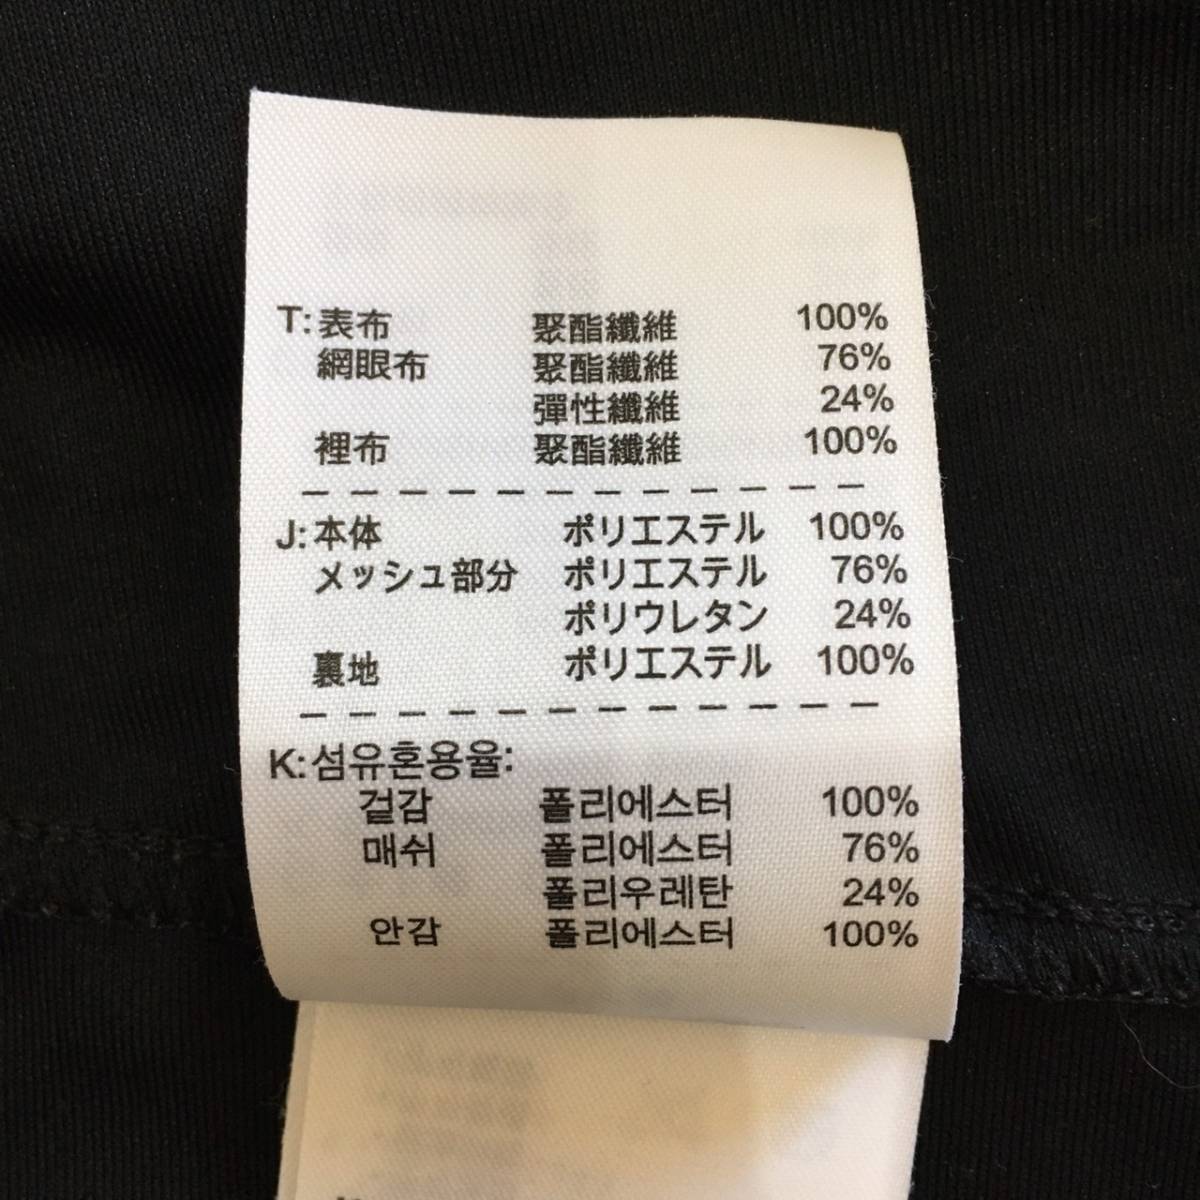 T:表布 聚酯纖維 100%
網眼布 聚酯纖維 76%
彈性纖維 24%
裡布 聚酯纖維 100%
J:本体 ポリエステル 100%
メッシュ部分 ポリエステル 76%
ポリウレタン 24%
裏地 ポリエステル 100%
K:섬유혼용율:
겉감 폴리에스터 100%
매쉬 폴리에스터 76%
폴리우레탄 24%
안감 폴리에스터 100%